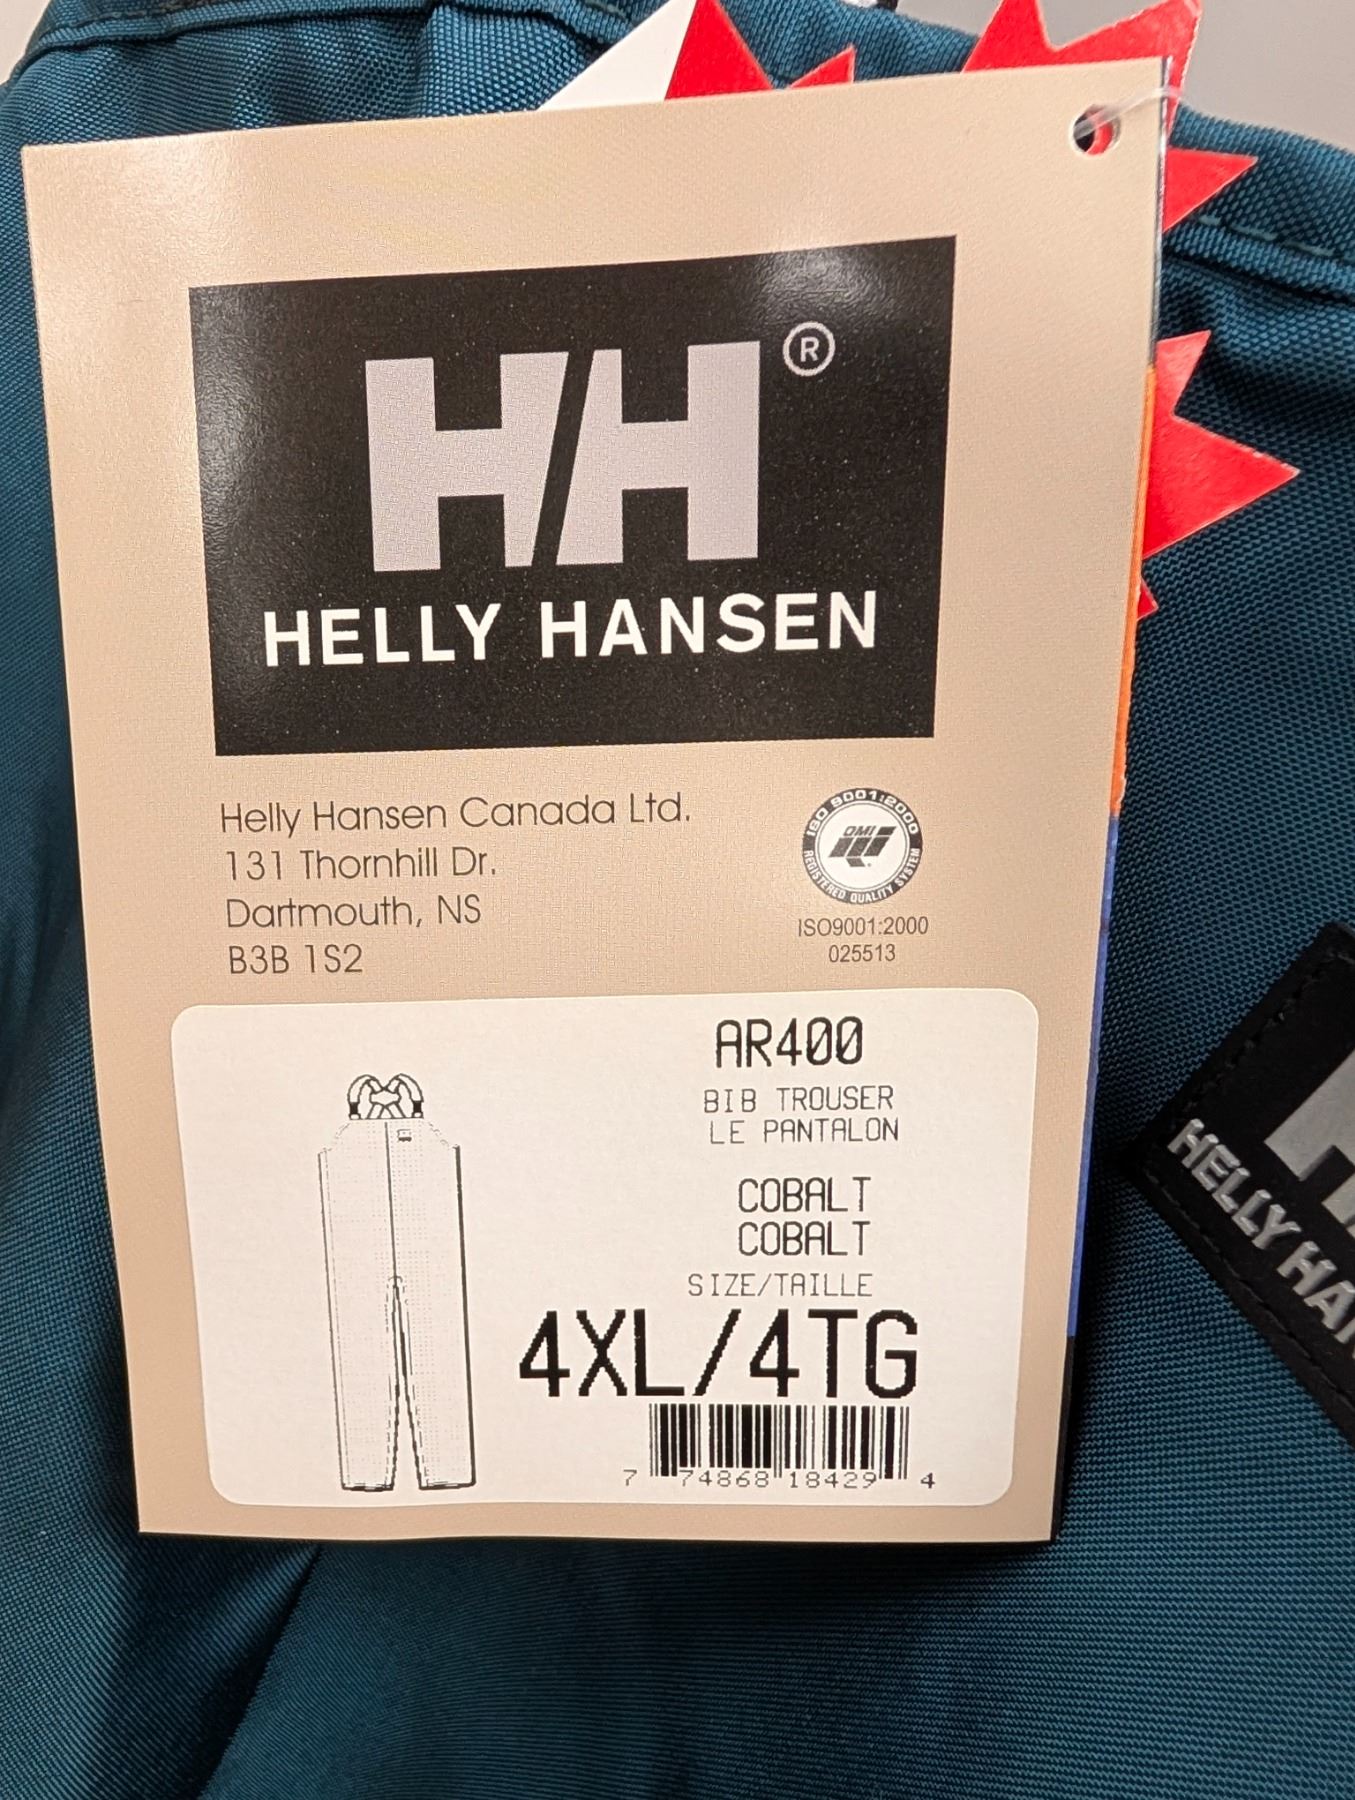 HH®
HELLY HANSEN
Helly Hansen Canada Ltd.
131 Thornhill Dr.
Dartmouth, NS
B3B 1S2
ISO 9001:2000
QMI
REGISTERED QUALITY SYSTEM
ISO9001:2000
025513
AR400
BIB TROUSER
LE PANTALON
COBALT
COBALT
SIZE/TAILLE
4XL/4TG
7 74868 18429 4
HELLY HAN